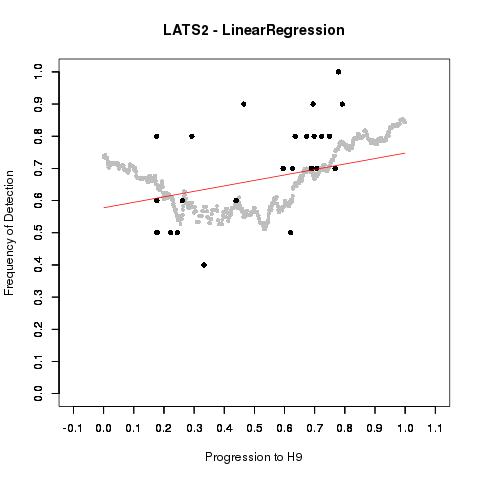 LATS2 - LinearRegression
Frequency of Detection
1.0
0.9
0.8
0.7
0.6
0.5
0.4
0.3
0.2
0.1
0.0
-0.1 0.0 0.1 0.2 0.3 0.4 0.5 0.6 0.7 0.8 0.9 1.0 1.1
Progression to H9